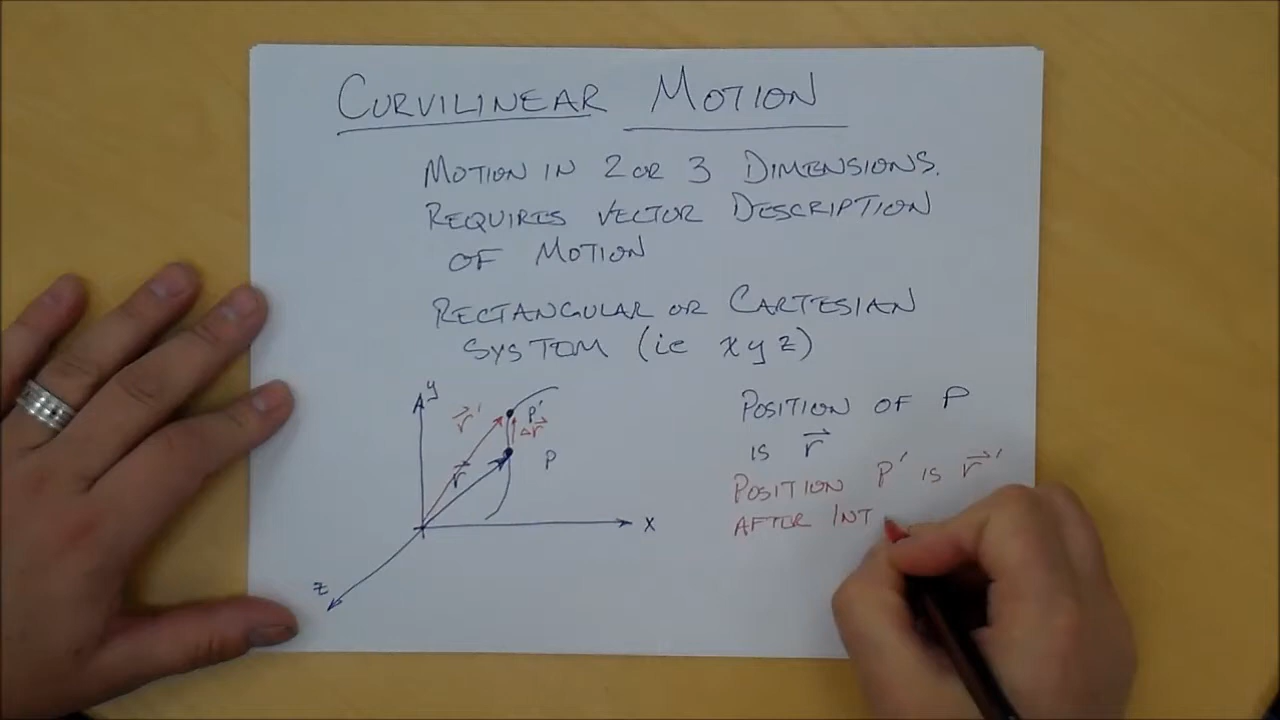 CURVILINEAR MOTION
MOTION IN 2 OR 3 DIMENSIONS.
REQUIRES VECTOR DESCRIPTION
OF MOTION
RECTANGULAR OR CARTESIAN
SYSTEM (ie x y z)
y
r⃗'
P'
Δr⃗
r⃗
P
x
z
POSITION OF P
IS r⃗
POSITION P' IS r⃗'
AFTER INT